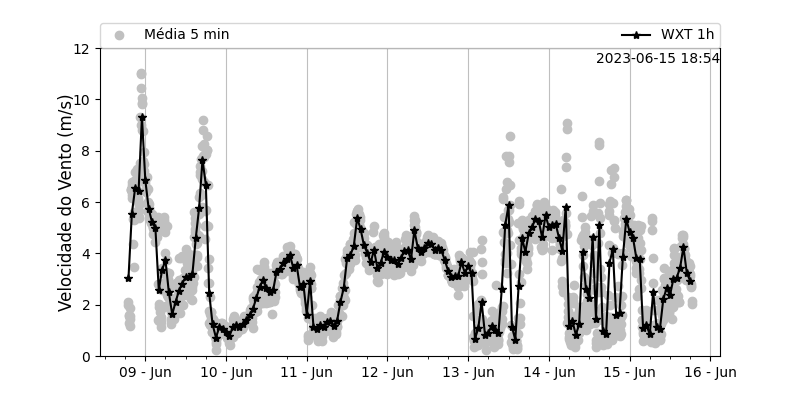 Média 5 min
WXT 1h
2023-06-15 18:54
Velocidade do Vento (m/s)
12
10
8
6
4
2
0
09 - Jun
10 - Jun
11 - Jun
12 - Jun
13 - Jun
14 - Jun
15 - Jun
16 - Jun